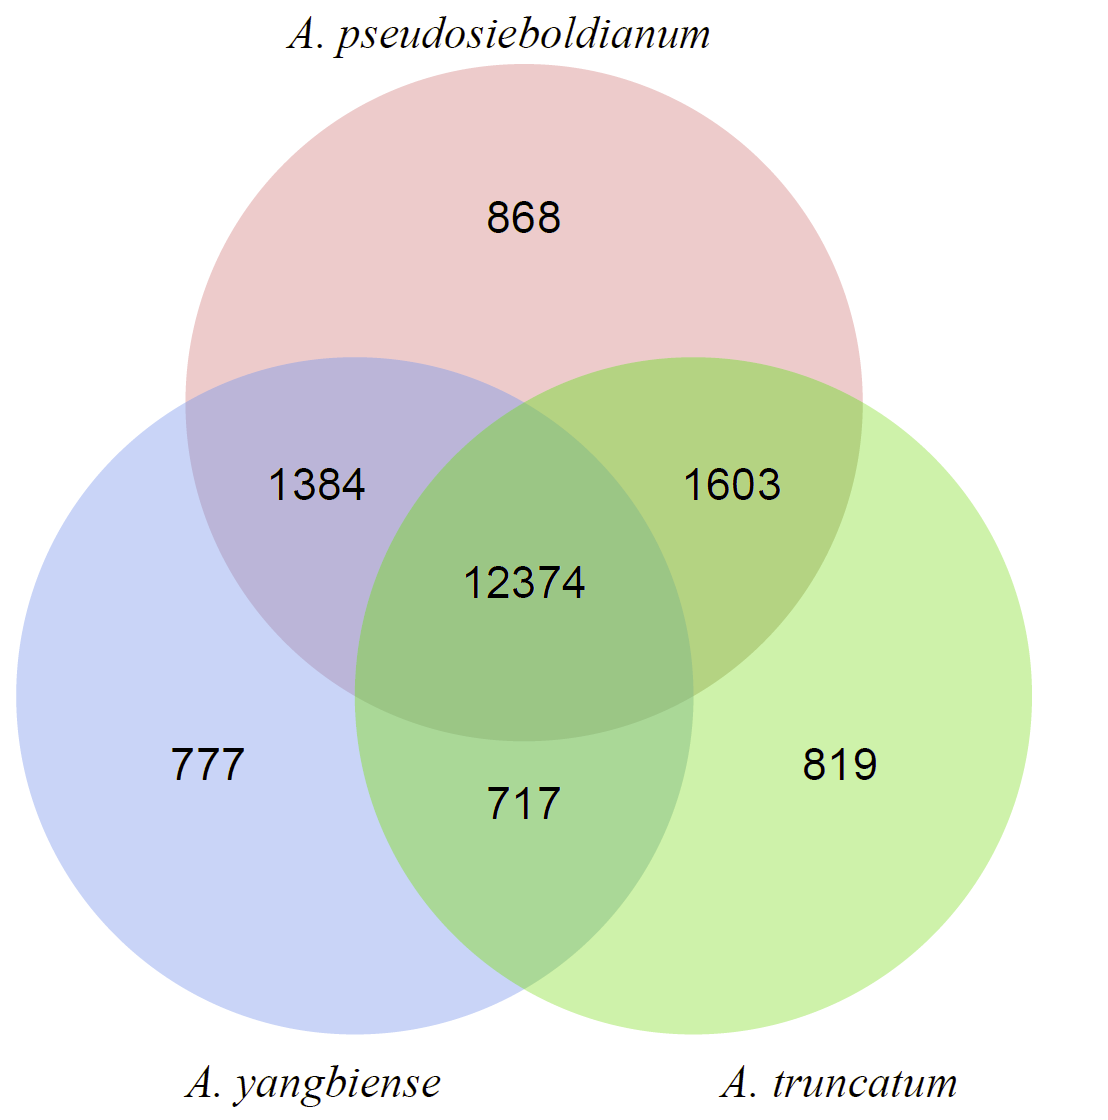 A. pseudosieboldianum
868
1384
1603
12374
777
717
819
A. yangbiense
A. truncatum